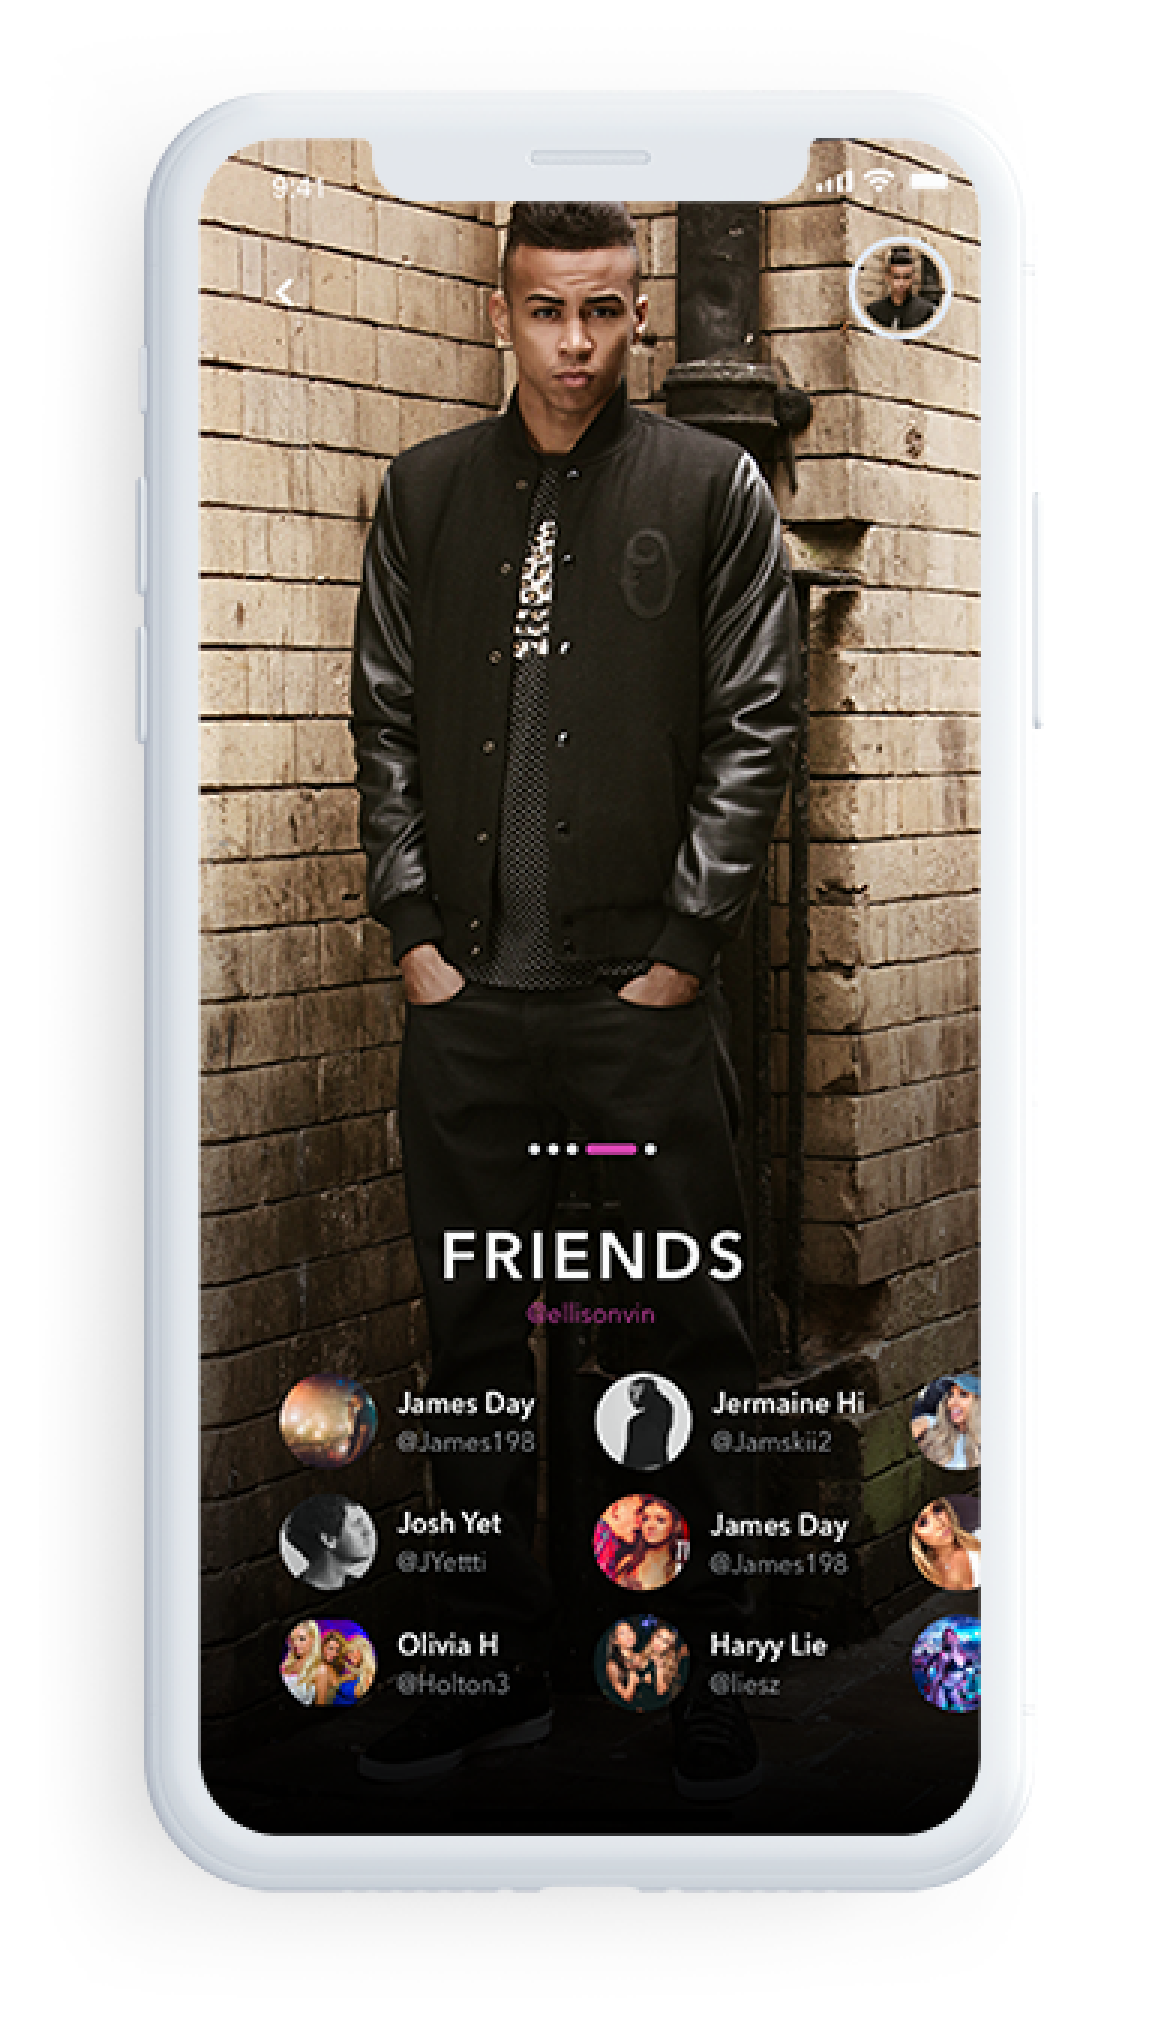 9:41
FRIENDS
@ellisonvin
James Day
@James198
Jermaine Hi
@Jamskii2
Josh Yet
@JYettti
James Day
@James198
Olivia H
@Holton3
Haryy Lie
@liesz